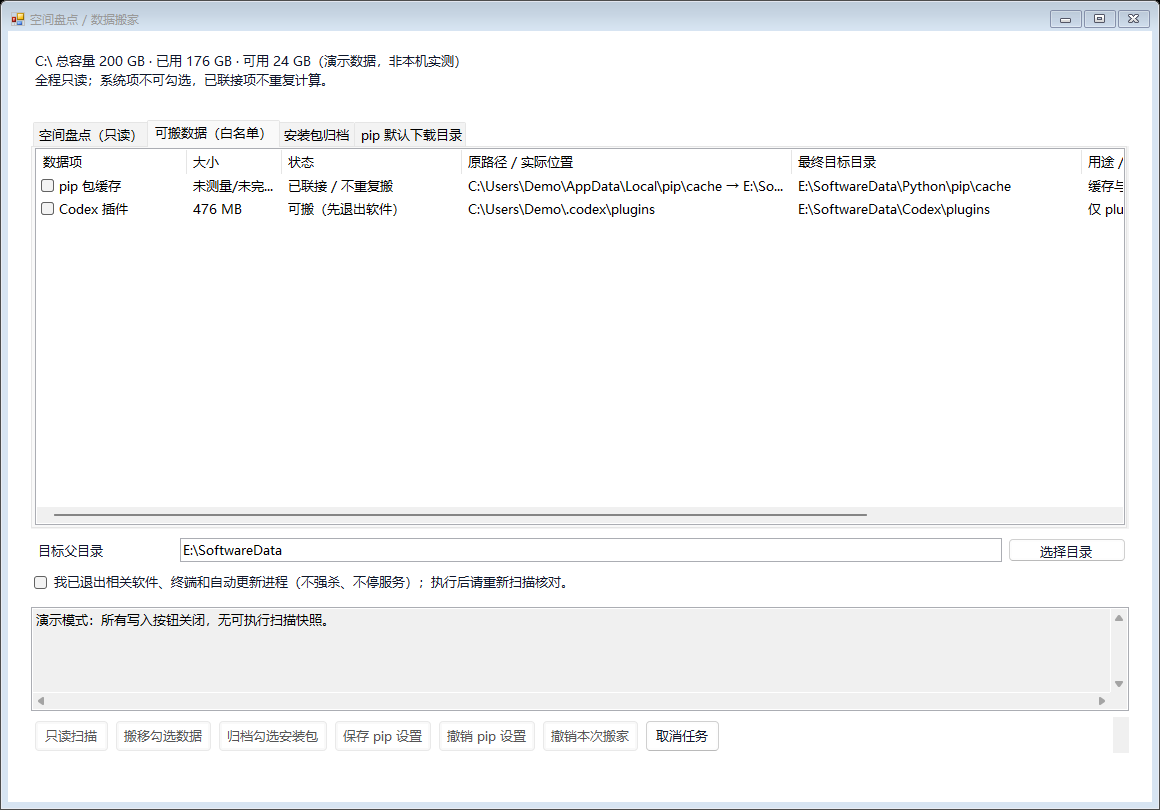 空间盘点 / 数据搬家
C:\ 总容量 200 GB · 已用 176 GB · 可用 24 GB（演示数据，非本机实测）
全程只读；系统项不可勾选，已联接项不重复计算。
空间盘点（只读） 可搬数据（白名单） 安装包归档 pip 默认下载目录
数据项 大小 状态 原路径 / 实际位置 最终目标目录 用途 /
pip 包缓存 未测量/未完... 已联接 / 不重复搬 C:\Users\Demo\AppData\Local\pip\cache → E:\So... E:\SoftwareData\Python\pip\cache 缓存与
Codex 插件 476 MB 可搬（先退出软件） C:\Users\Demo\.codex\plugins E:\SoftwareData\Codex\plugins 仅 plu
目标父目录 E:\SoftwareData 选择目录
我已退出相关软件、终端和自动更新进程（不强杀、不停服务）；执行后请重新扫描核对。
演示模式：所有写入按钮关闭，无可执行扫描快照。
只读扫描 搬移勾选数据 归档勾选安装包 保存 pip 设置 撤销 pip 设置 撤销本次搬家 取消任务